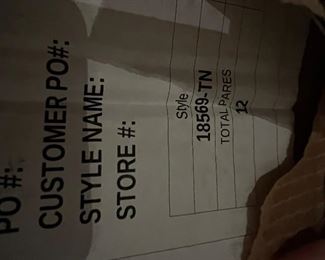 PO #:
CUSTOMER PO#:
STYLE NAME:
STORE #:
Style
18569-TN
TOTAL PARES
12